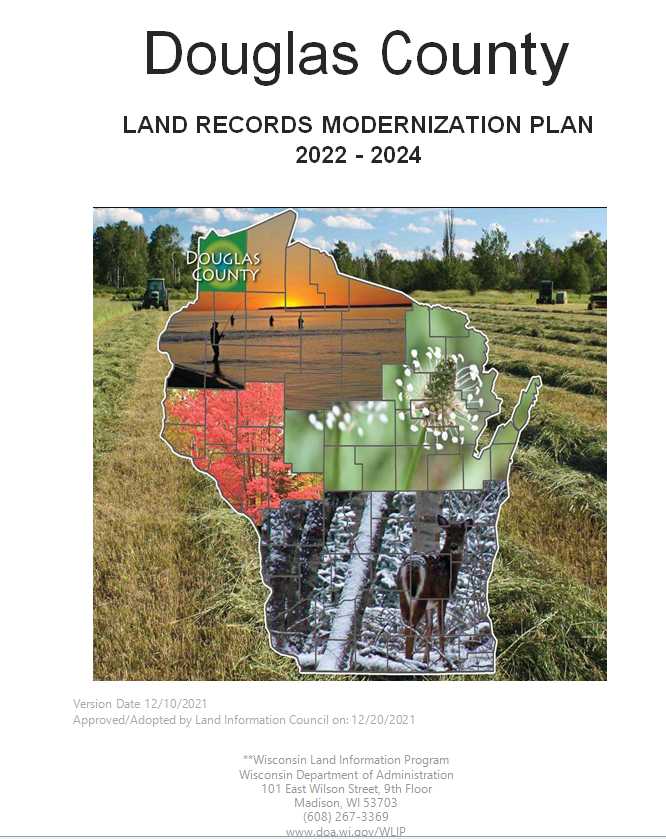 Douglas County
LAND RECORDS MODERNIZATION PLAN
2022 - 2024
DOUGLAS
COUNTY
Version Date 12/10/2021
Approved/Adopted by Land Information Council on: 12/20/2021
**Wisconsin Land Information Program
Wisconsin Department of Administration
101 East Wilson Street, 9th Floor
Madison, WI 53703
(608) 267-3369
www.doa.wi.gov/WLIP